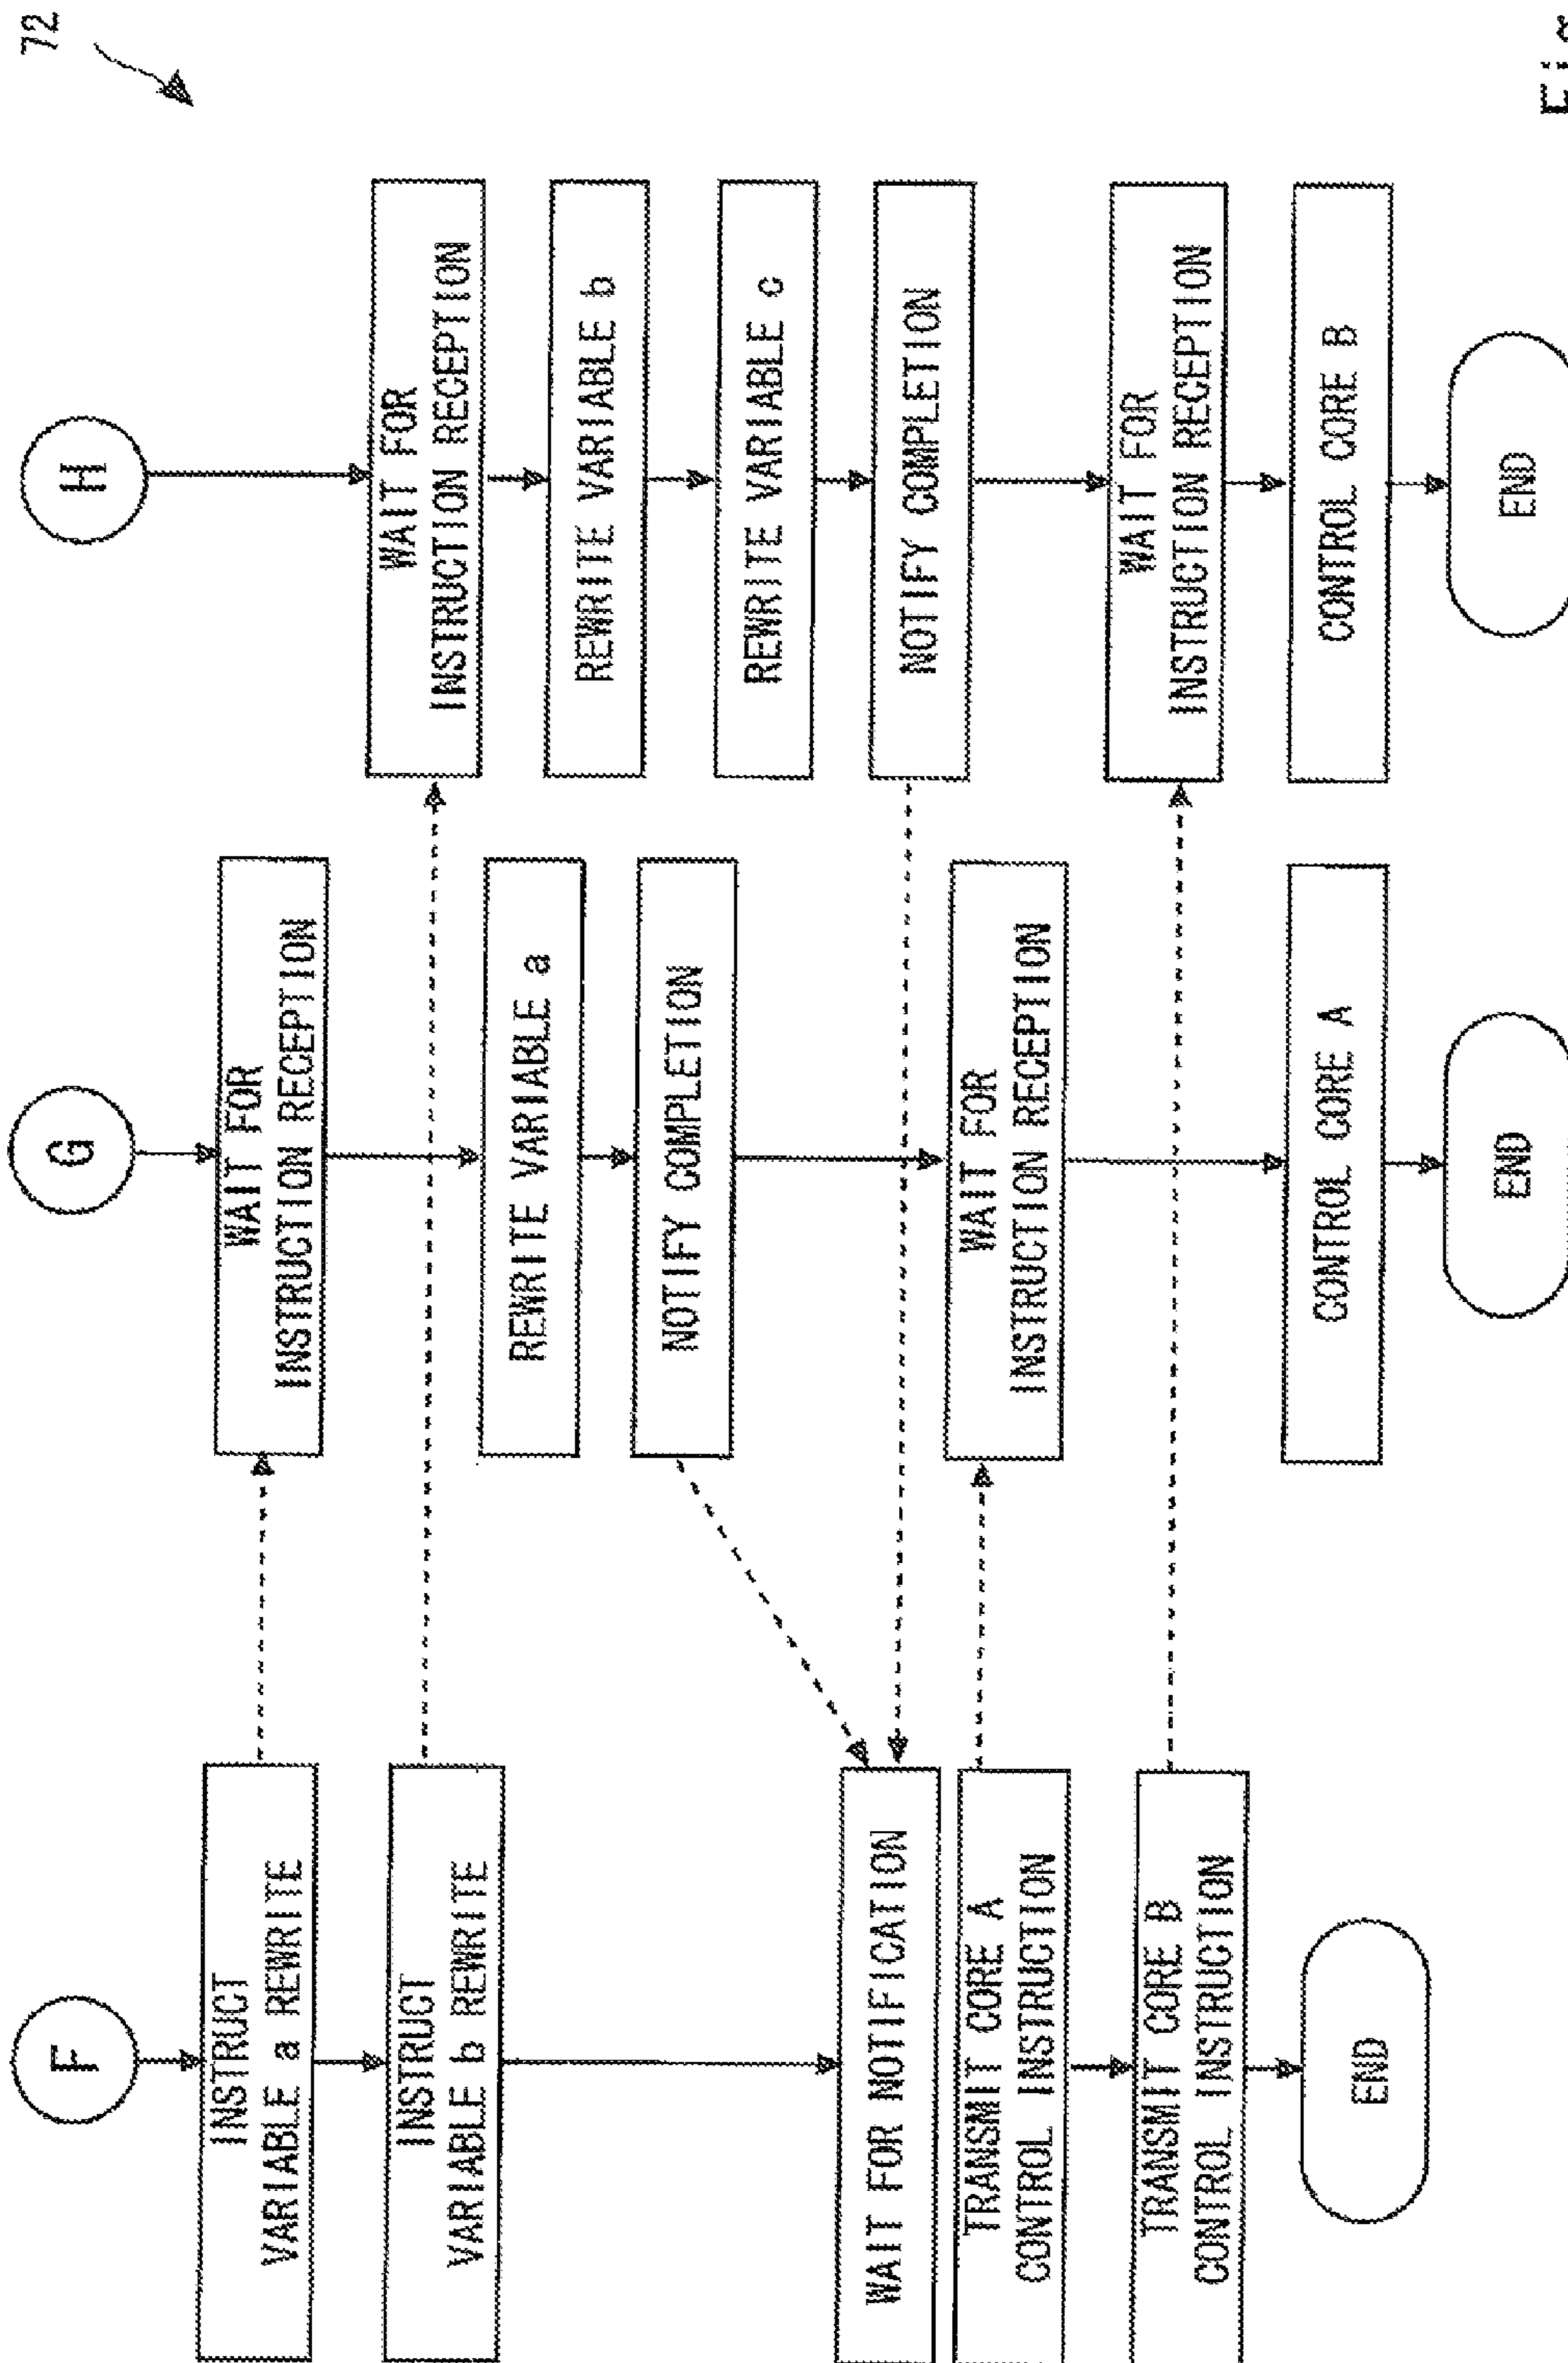 72
F
INSTRUCT
VARIABLE a REWRITE
INSTRUCT
VARIABLE b REWRITE
WAIT FOR NOTIFICATION
TRANSMIT CORE A
CONTROL INSTRUCTION
TRANSMIT CORE B
CONTROL INSTRUCTION
END
G
WAIT FOR
INSTRUCTION RECEPTION
REWRITE VARIABLE a
NOTIFY COMPLETION
WAIT FOR
INSTRUCTION RECEPTION
CONTROL CORE A
END
H
WAIT FOR
INSTRUCTION RECEPTION
REWRITE VARIABLE b
REWRITE VARIABLE c
NOTIFY COMPLETION
WAIT FOR
INSTRUCTION RECEPTION
CONTROL CORE B
END